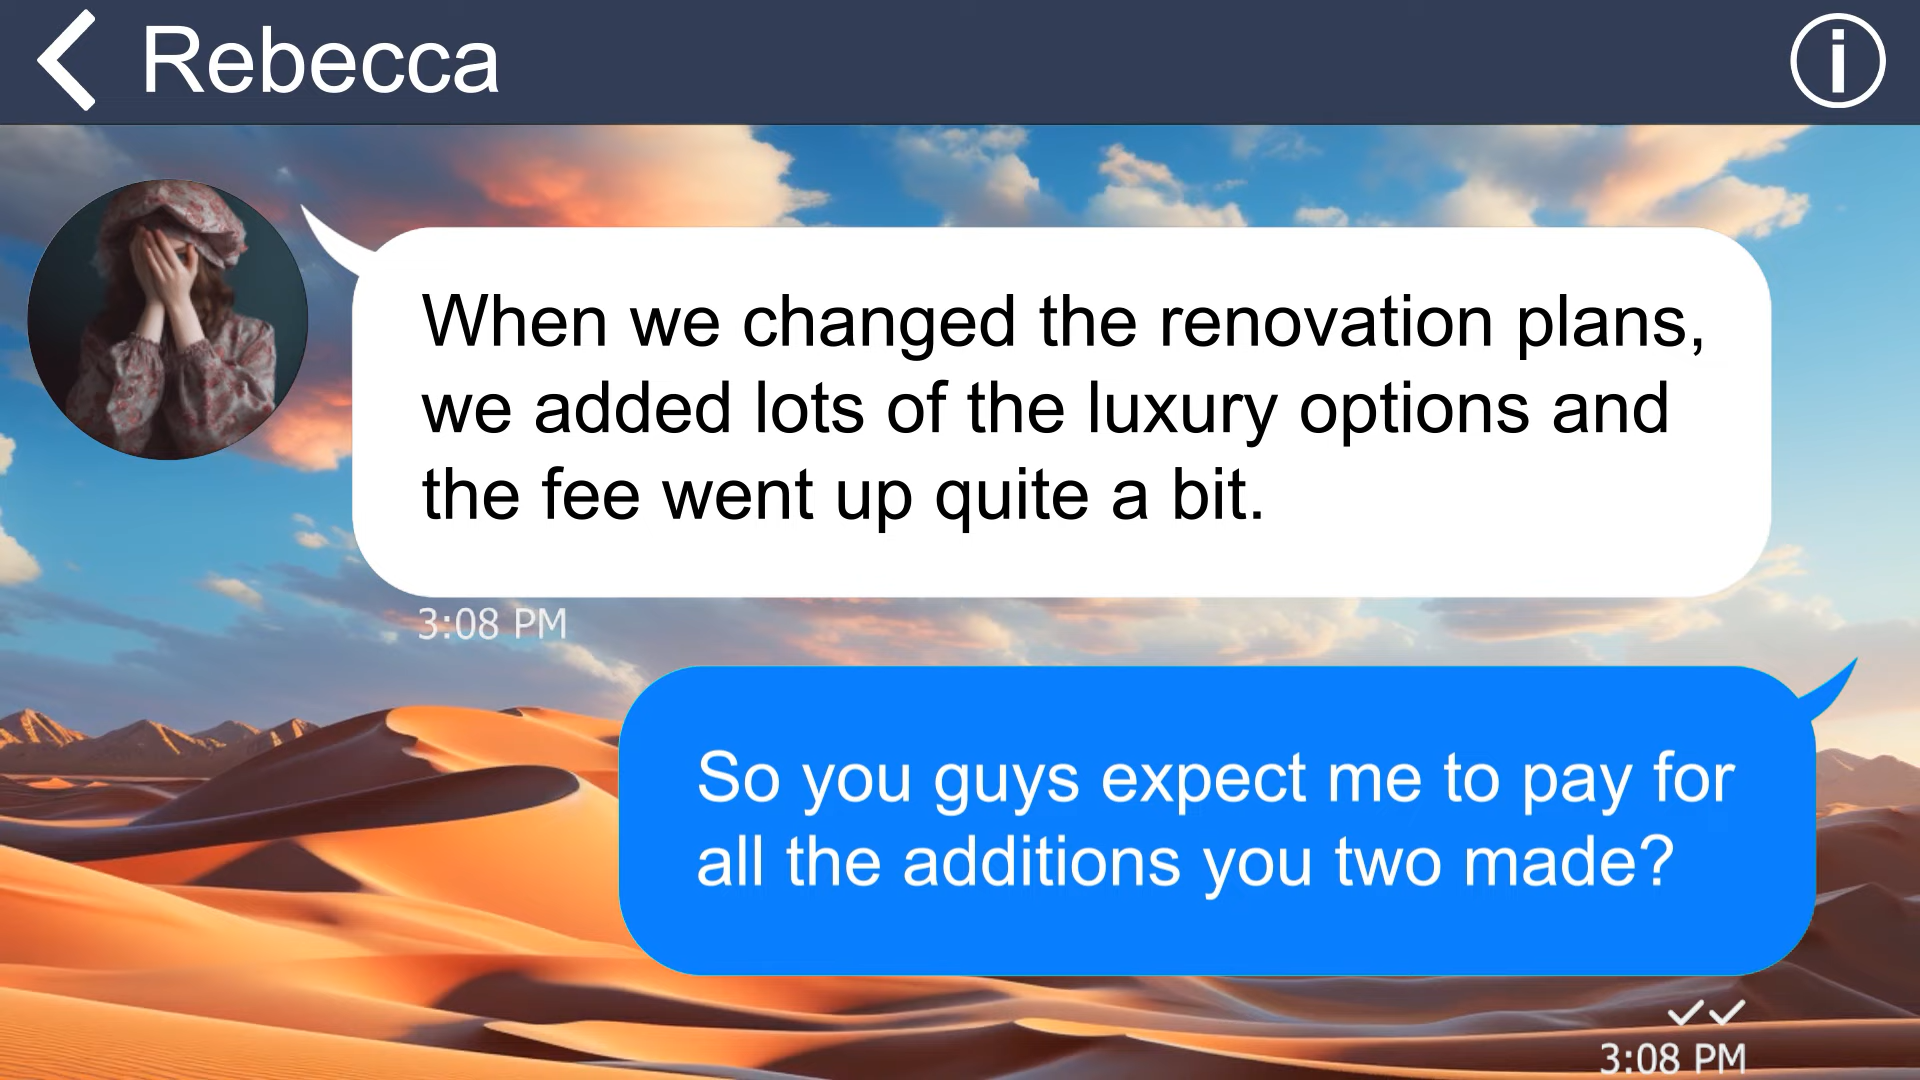 Rebecca
When we changed the renovation plans,
we added lots of the luxury options and
the fee went up quite a bit.
3:08 PM
So you guys expect me to pay for
all the additions you two made?
3:08 PM